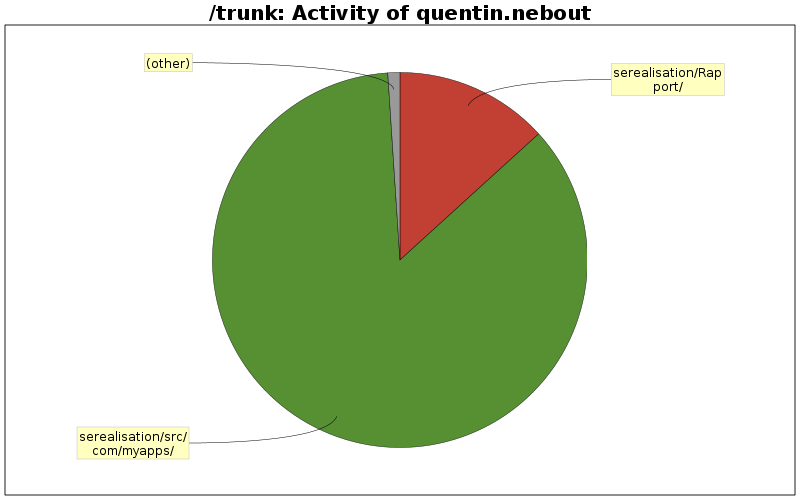 /trunk: Activity of quentin.nebout
(other)
serealisation/Rap
port/
serealisation/src/
com/myapps/